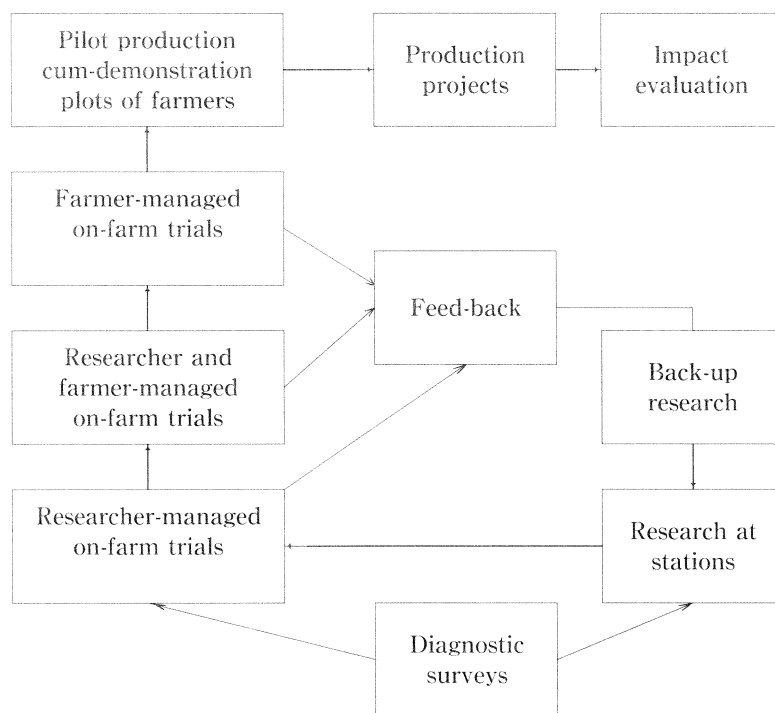 Pilot production
cum-demonstration
plots of farmers
Production
projects
Impact
evaluation
Farmer-managed
on-farm trials
Feed-back
Researcher and
farmer-managed
on-farm trials
Back-up
research
Researcher-managed
on-farm trials
Research at
stations
Diagnostic
surveys